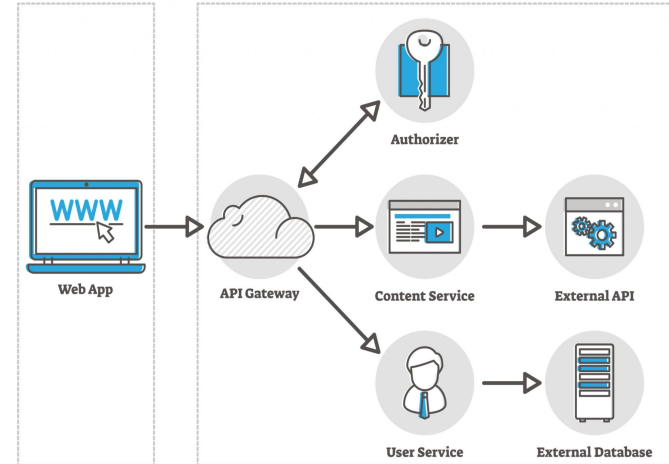 Authorizer
WWW
Web App
API Gateway
Content Service
External API
User Service
External Database